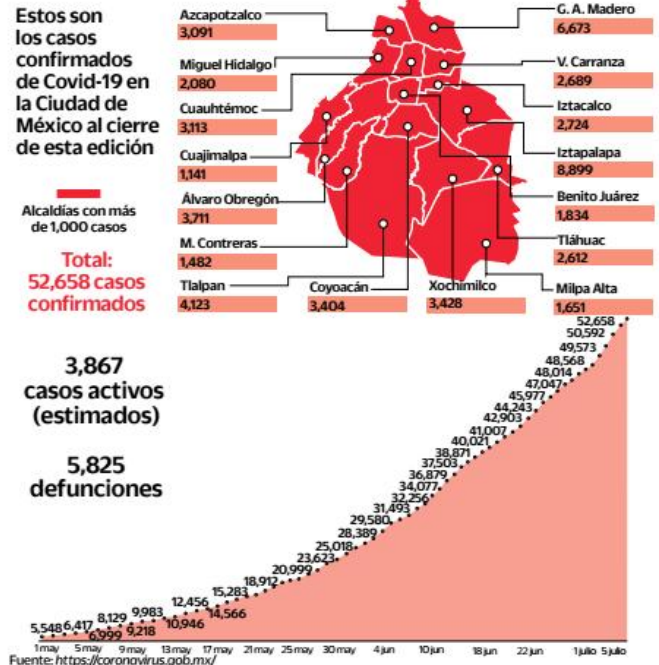 Estos son
los casos
confirmados
de Covid-19 en
la Ciudad de
México al cierre
de esta edición
Alcaldías con más
de 1,000 casos
Total:
52,658 casos
confirmados
3,867
casos activos
(estimados)
5,825
defunciones
Azcapotzalco
3,091
Miguel Hidalgo
2,080
Cuauhtémoc
3,113
Cuajimalpa
1,141
Álvaro Obregón
3,711
M. Contreras
1,482
Tlalpan
4,123
Coyoacán
3,404
Xochimilco
3,428
G. A. Madero
6,673
V. Carranza
2,689
Iztacalco
2,724
Iztapalapa
8,899
Benito Juárez
1,834
Tláhuac
2,612
Milpa Alta
1,651
5,548
6,417
6,999
8,129
9,218
9,983
10,946
12,456
14,566
15,283
18,912
20,999
23,623
25,018
28,389
29,580
31,493
32,256
34,077
36,879
37,503
38,871
40,021
41,007
42,903
44,243
45,977
47,047
48,014
48,568
49,573
50,592
52,658
1 may 5 may 9 may 13 may 17 may 21 may 25 may 30 may 4 jun 10 jun 18 jun 22 jun 1 julio 5 julio
Fuente: https://coronavirus.gob.mx/